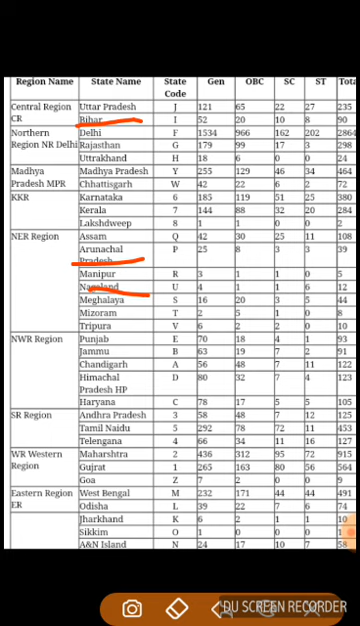 Region Name State Name State Code Gen OBC SC ST Tota
Central Region CR Uttar Pradesh J 121 65 22 27 235
Bihar I 52 20 10 8 90
Northern Region NR Delhi Delhi F 1534 966 162 202 2864
Rajasthan G 179 99 17 3 298
Uttrakhand H 18 6 0 0 24
Madhya Pradesh MPR Madhya Pradesh Y 255 129 46 34 464
Chhattisgarh W 42 22 6 2 72
KKR Karnataka 6 185 119 51 25 380
Kerala 7 144 88 32 20 284
Lakshdweep 8 1 1 0 0 2
NER Region Assam Q 42 30 25 11 108
Arunachal Pradesh P 25 8 3 3 39
Manipur R 3 1 1 0 5
Nagaland U 4 1 1 6 12
Meghalaya S 16 20 3 5 44
Mizoram T 2 5 1 0 8
Tripura V 6 2 2 0 10
NWR Region Punjab E 70 18 4 1 93
Jammu B 63 19 7 2 91
Chandigarh A 56 48 7 11 122
Himachal Pradesh HP D 80 32 7 4 123
Haryana C 78 17 5 5 105
SR Region Andhra Pradesh 3 58 48 7 12 125
Tamil Naidu 5 292 78 72 11 453
Telengana 4 66 34 11 16 127
WR Western Region Maharshtra 2 436 312 95 72 915
Gujrat 1 265 163 80 56 564
Goa Z 7 2 0 0 9
Eastern Region ER West Bengal M 232 171 44 44 491
Odisha L 39 22 7 6 74
Jharkhand K 6 2 1 1 10
Sikkim O 1 0 0 0 1
A&N Island N 24 17 10 7 58
DU SCREEN RECORDER